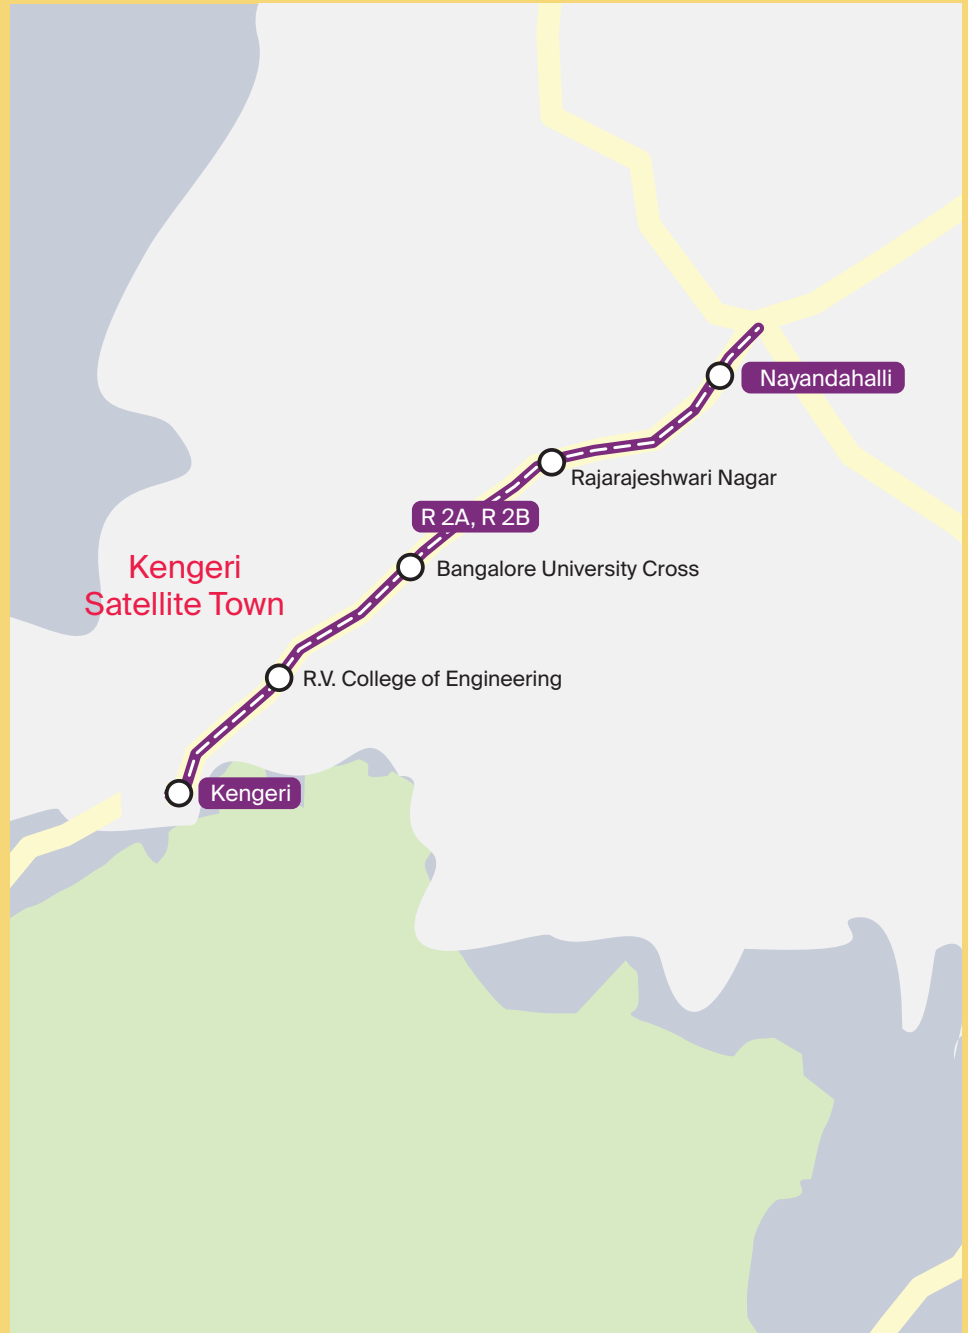 Nayandahalli
Rajarajeshwari Nagar
R 2A, R 2B
Bangalore University Cross
Kengeri
Satellite Town
R.V. College of Engineering
Kengeri